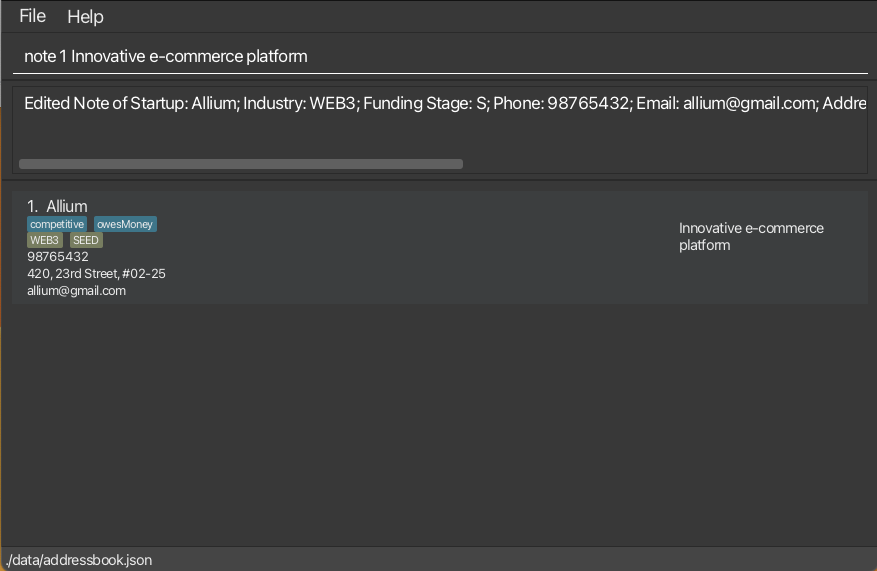 File Help
note 1 Innovative e-commerce platform
Edited Note of Startup: Allium; Industry: WEB3; Funding Stage: S; Phone: 98765432; Email: allium@gmail.com; Addre
1. Allium
competitive owesMoney
WEB3 SEED
98765432
420, 23rd Street, #02-25
allium@gmail.com
Innovative e-commerce
platform
./data/addressbook.json